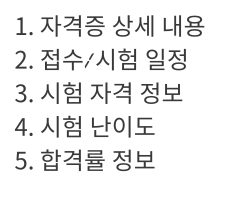 1. 자격증 상세 내용
2. 접수/시험 일정
3. 시험 자격 정보
4. 시험 난이도
5. 합격률 정보